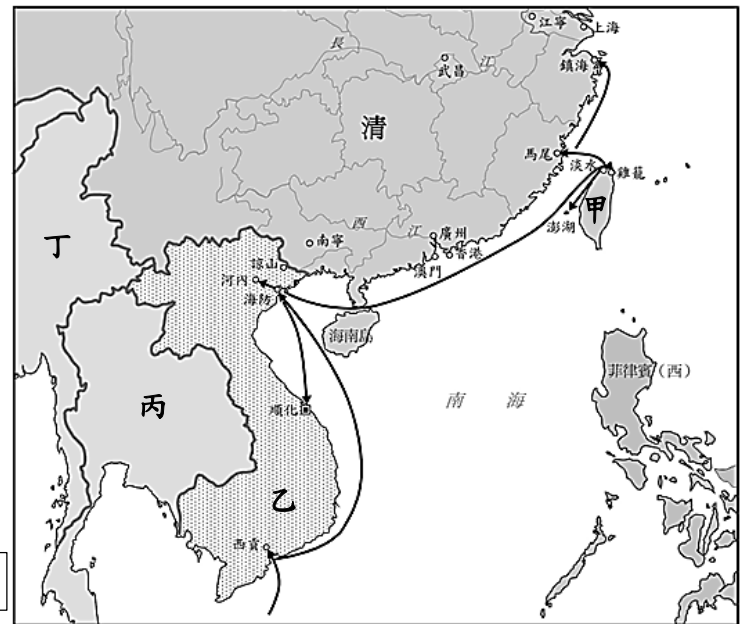 江寧
上海
長
江
武昌
鎮海
清
馬尾
淡水
雞籠
甲
澎湖
西
江
廣州
香港
澳門
南寧
丁
諒山
河內
海防
海南島
順化
丙
乙
西貢
南海
菲律賓(西)